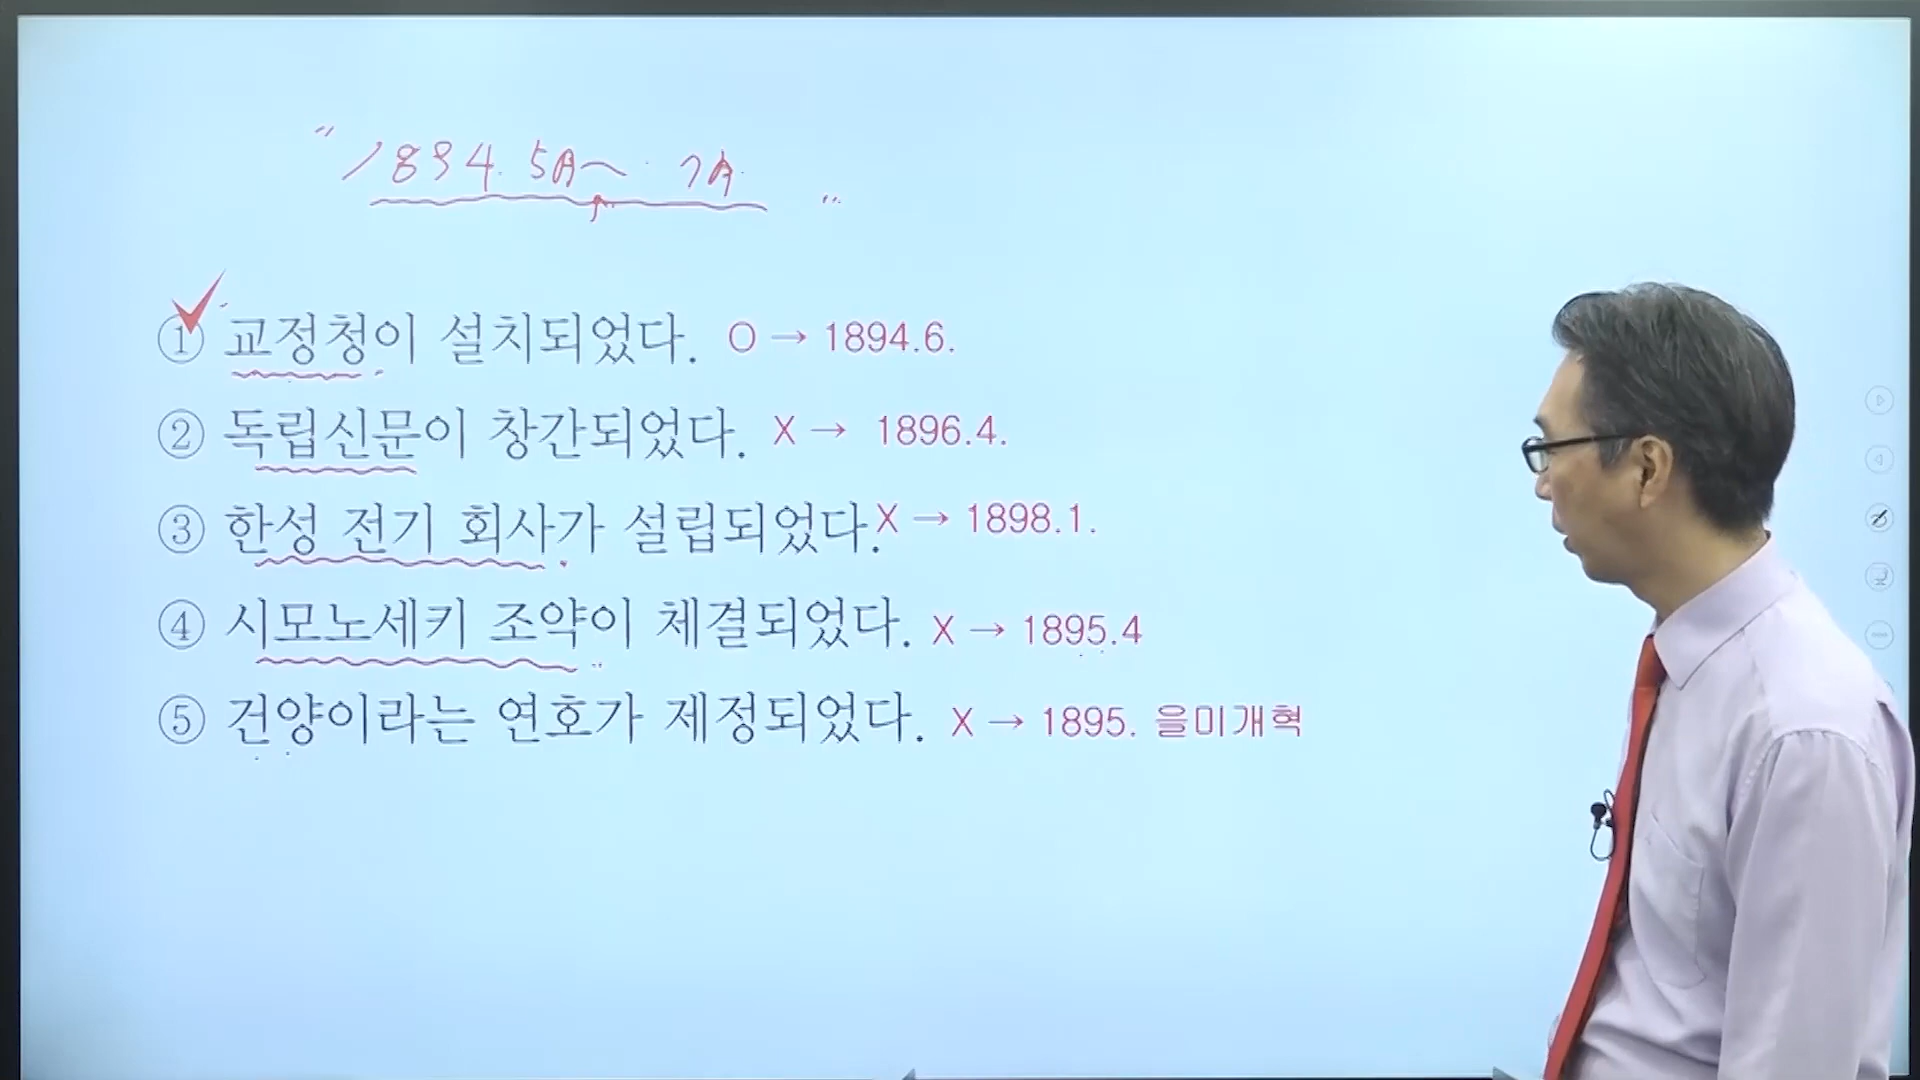 " 1894. 5月~ 7月. "
① 교정청이 설치되었다. O → 1894.6.
② 독립신문이 창간되었다. X → 1896.4.
③ 한성 전기 회사가 설립되었다. X → 1898.1.
④ 시모노세키 조약이 체결되었다. X → 1895.4
⑤ 건양이라는 연호가 제정되었다. X → 1895. 을미개혁